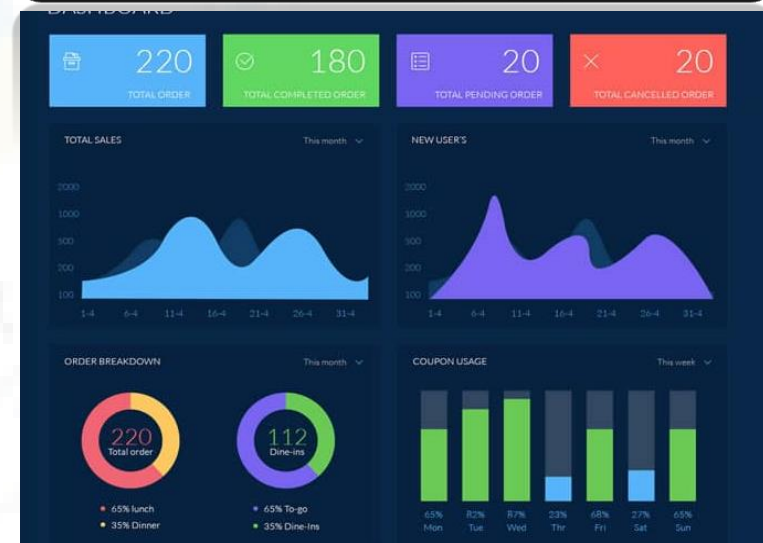 DASHBOARD
220
TOTAL ORDER
180
TOTAL COMPLETED ORDER
20
TOTAL PENDING ORDER
20
TOTAL CANCELLED ORDER
TOTAL SALES
This month
2000
1000
500
200
100
1-4 6-4 11-4 16-4 21-4 26-4 31-4
NEW USER'S
This month
2000
1000
500
200
100
1-4 6-4 11-4 16-4 21-4 26-4 31-4
ORDER BREAKDOWN
This month
220
Total order
65% lunch
35% Dinner
112
Dine-ins
65% To-go
35% Dine-Ins
COUPON USAGE
This week
65% 82% 87% 23% 68% 27% 65%
Mon Tue Wed Thr Fri Sat Sun